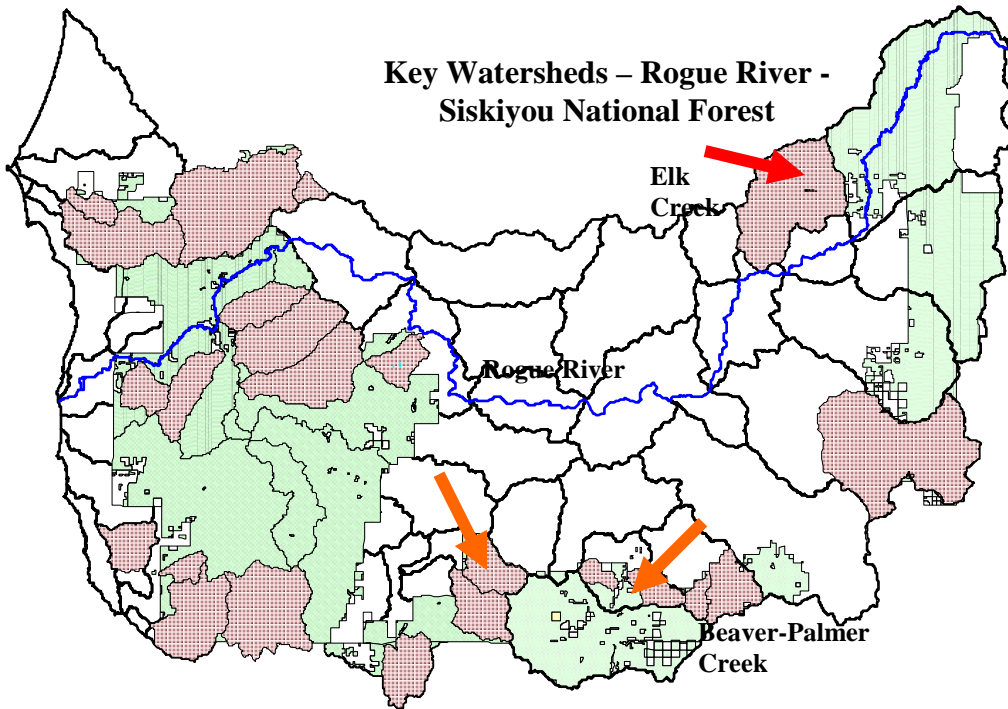 Key Watersheds – Rogue River -
Siskiyou National Forest
Elk
Creek
Rogue River
Beaver-Palmer
Creek